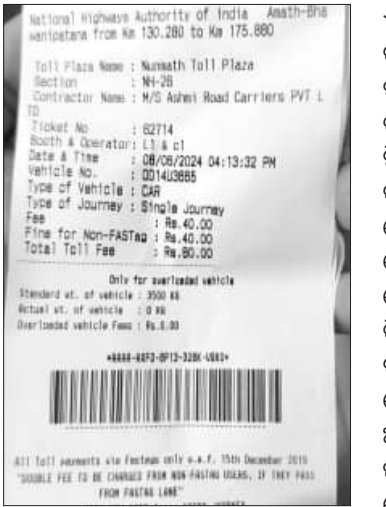 National Highways Authority of India Amath-Bha
wanipatana from Km 130.280 to Km 175.880
Toll Plaza Name : Nunmath Toll Plaza
Section : NH-26
Contractor Name : M/S Ashmi Road Carriers PVT L
TD
Ticket No : 62714
Booth & Operator: L1 & c1
Date & Time : 08/06/2024 04:13:32 PM
Vehicle No. : OD14U3665
Type of Vehicle : CAR
Type of Journey : Single Journey
Fee : Rs.40.00
Fine for Non-FASTag : Rs.40.00
Total Toll Fee : Rs.80.00
Only for overloaded vehicle
Standerd wt. of vehicle : 3500 KG
Actual wt. of vehicle : 0 KG
Overloaded vehicle Fees : Rs.0.00
All Toll payments via Fastag only w.e.f. 15th December 2019
"DOUBLE FEE TO BE CHARGED FROM NON-FASTAG USERS, IF THEY PASS
FROM FASTAG LANE"